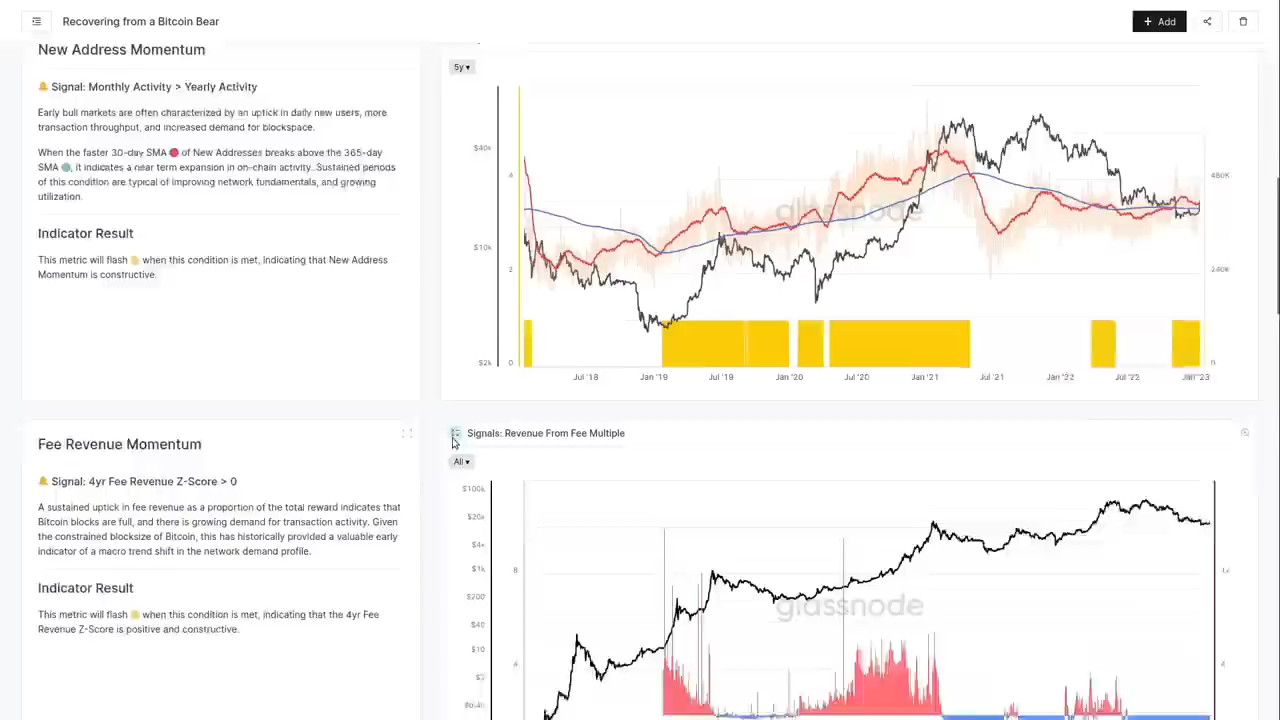 Recovering from a Bitcoin Bear
+ Add
New Address Momentum
Signal: Monthly Activity > Yearly Activity
Early bull markets are often characterized by an uptick in daily new users, more
transaction throughput, and increased demand for blockspace.
When the faster 30-day SMA of New Addresses breaks above the 365-day
SMA , it indicates a near term expansion in on-chain activity. Sustained periods
of this condition are typical of improving network fundamentals, and growing
utilization.
Indicator Result
This metric will flash when this condition is met, indicating that New Address
Momentum is constructive.
5y
$40k
4
480K
glassnode
$10k
2
240K
$2k
0
0
Jul '18
Jan '19
Jul '19
Jan '20
Jul '20
Jan '21
Jul '21
Jan '22
Jul '22
Jan '23
Fee Revenue Momentum
Signal: 4yr Fee Revenue Z-Score > 0
A sustained uptick in fee revenue as a proportion of the total reward indicates that
Bitcoin blocks are full, and there is growing demand for transaction activity. Given
the constrained blocksize of Bitcoin, this has historically provided a valuable early
indicator of a macro trend shift in the network demand profile.
Indicator Result
This metric will flash when this condition is met, indicating that the 4yr Fee
Revenue Z-Score is positive and constructive.
Signals: Revenue From Fee Multiple
All
$100k
$20k
$4k
8
$1k
$200
glassnode
$40
$10
4
4